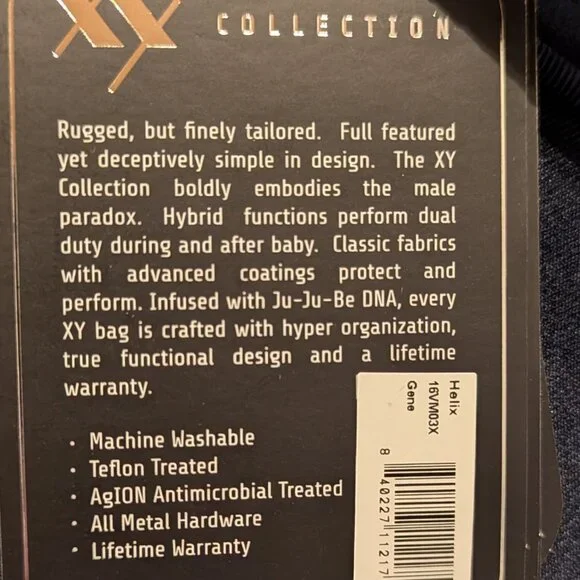 XY
COLLECTION
Rugged, but finely tailored. Full featured
yet deceptively simple in design. The XY
Collection boldly embodies the male
paradox. Hybrid functions perform dual
duty during and after baby. Classic fabrics
with advanced coatings protect and
perform. Infused with Ju-Ju-Be DNA, every
XY bag is crafted with hyper organization,
true functional design and a lifetime
warranty.
· Machine Washable
· Teflon Treated
· AgION Antimicrobial Treated
· All Metal Hardware
· Lifetime Warranty
Helix
16VM03X
Gene
8 40227 11217